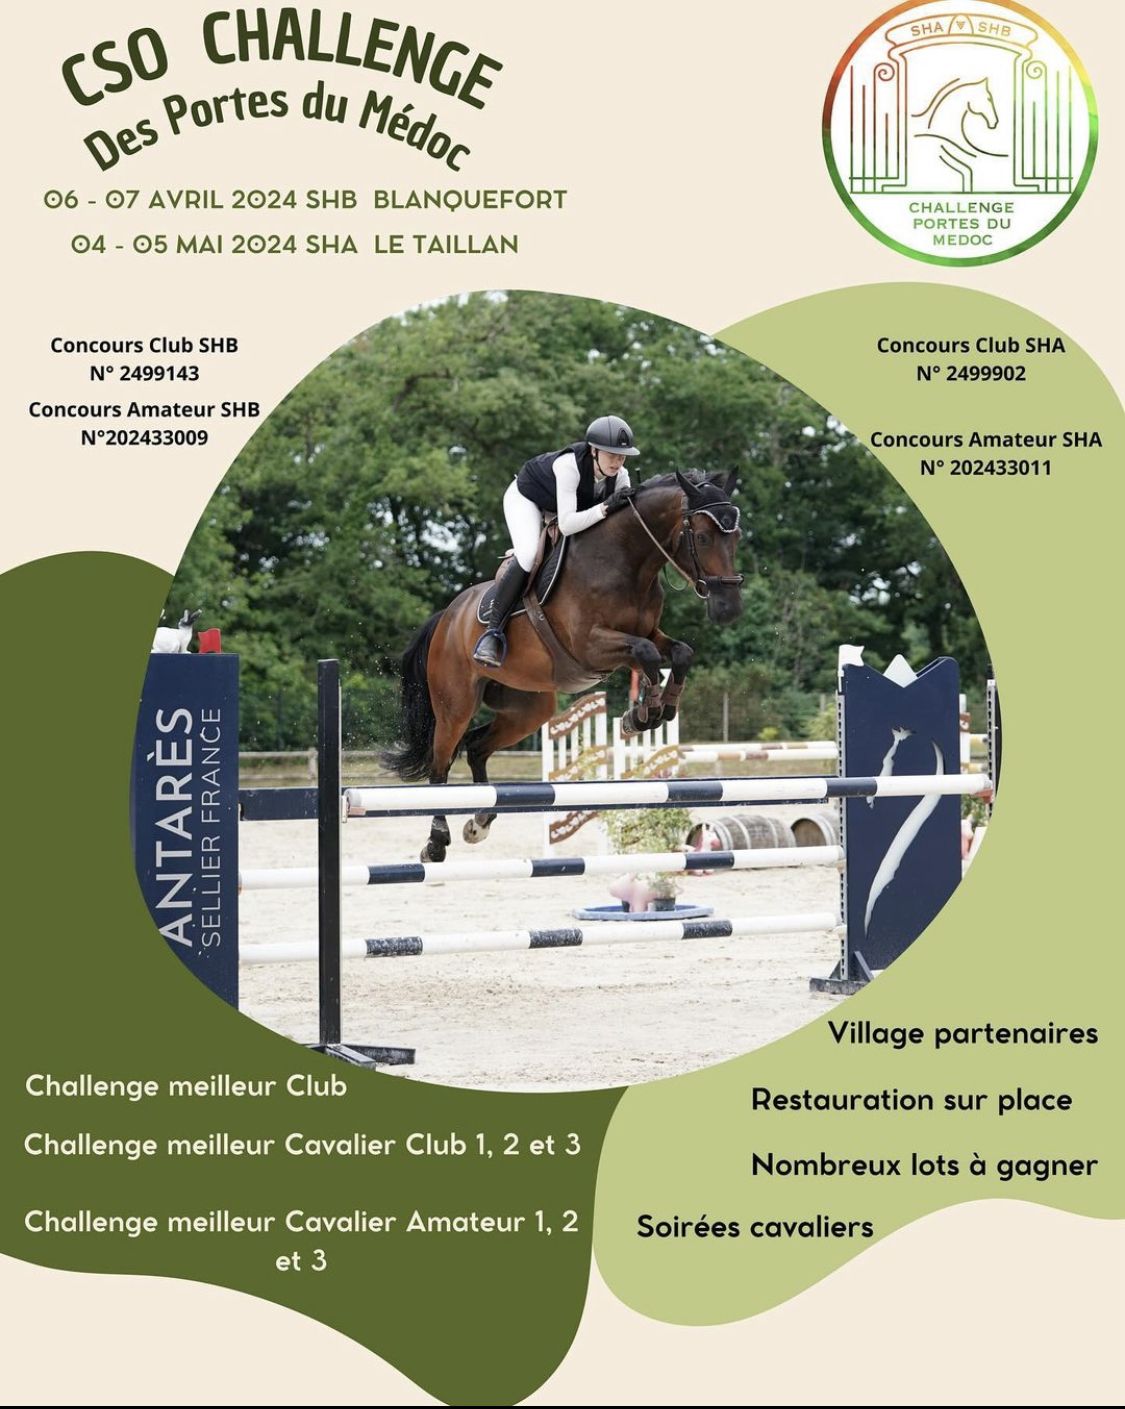 CSO CHALLENGE
Des Portes du Médoc
06 - 07 AVRIL 2024 SHB BLANQUEFORT
04 - 05 MAI 2024 SHA LE TAILLAN
SHA SHB
CHALLENGE
PORTES DU
MEDOC
Concours Club SHB
N° 2499143
Concours Amateur SHB
N°202433009
Concours Club SHA
N° 2499902
Concours Amateur SHA
N° 202433011
ANTARÈS
SELLIER FRANCE
Challenge meilleur Club
Challenge meilleur Cavalier Club 1, 2 et 3
Challenge meilleur Cavalier Amateur 1, 2
et 3
Village partenaires
Restauration sur place
Nombreux lots à gagner
Soirées cavaliers